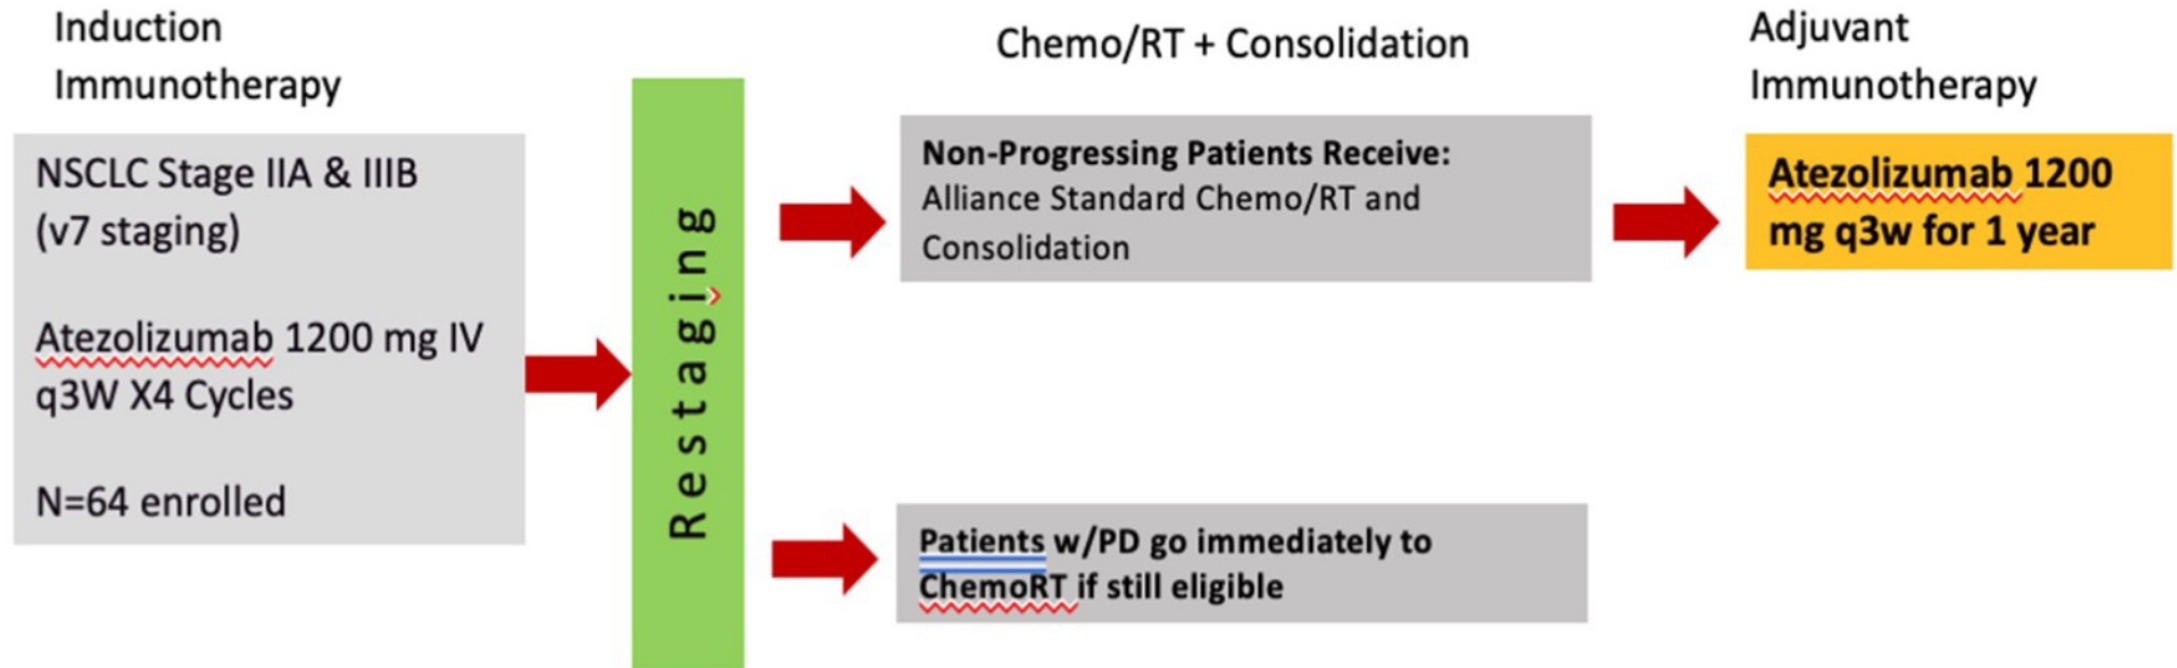 Induction
Immunotherapy
NSCLC Stage IIA & IIIB
(v7 staging)
Atezolizumab 1200 mg IV
q3W X4 Cycles
N=64 enrolled
Restaging
Chemo/RT + Consolidation
Non-Progressing Patients Receive:
Alliance Standard Chemo/RT and
Consolidation
Patients w/PD go immediately to
ChemoRT if still eligible
Adjuvant
Immunotherapy
Atezolizumab 1200
mg q3w for 1 year